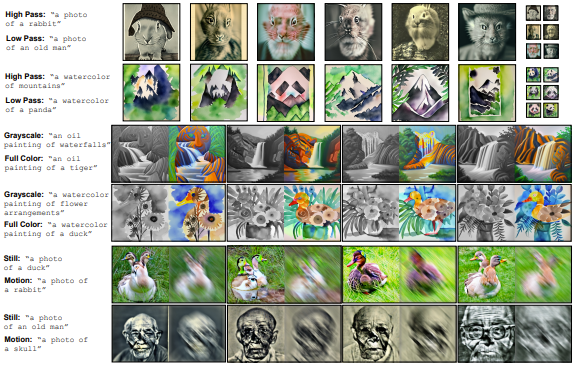 High Pass: "a photo
of a rabbit"
Low Pass: "a photo
of an old man"
High Pass: "a watercolor
of mountains"
Low Pass: "a watercolor
of a panda"
Grayscale: "an oil
painting of waterfalls"
Full Color: "an oil
painting of a tiger"
Grayscale: "a watercolor
painting of flower
arrangements"
Full Color: "a watercolor
painting of a duck"
Still: "a photo
of a duck"
Motion: "a photo of
a rabbit"
Still: "a photo
of an old man"
Motion: "a photo of
a skull"